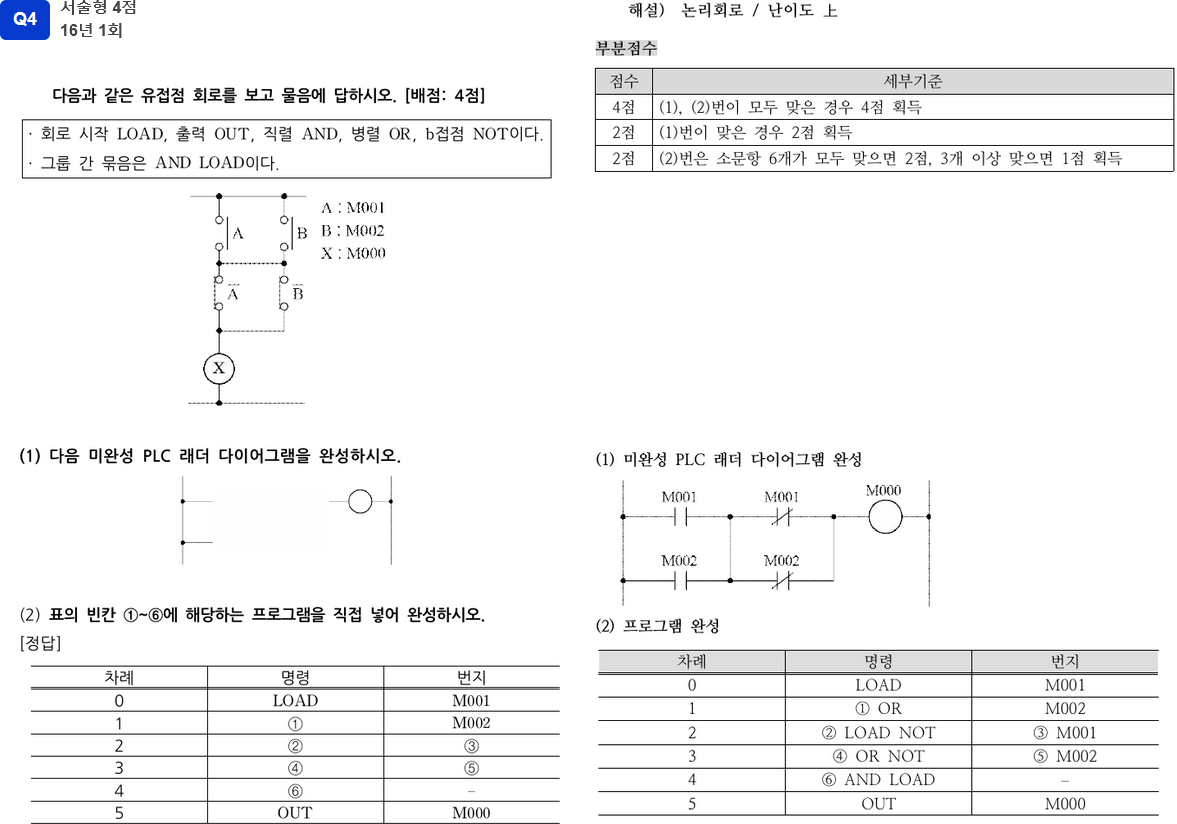 Q4
서술형 4점
16년 1회
다음과 같은 유접점 회로를 보고 물음에 답하시오. [배점: 4점]
· 회로 시작 LOAD, 출력 OUT, 직렬 AND, 병렬 OR, b접점 NOT이다.
· 그룹 간 묶음은 AND LOAD이다.
A : M001
A B B : M002
X : M000
A̅ B̅
X
(1) 다음 미완성 PLC 래더 다이어그램을 완성하시오.
(2) 표의 빈칸 ①~⑥에 해당하는 프로그램을 직접 넣어 완성하시오.
[정답]
차례 명령 번지
0 LOAD M001
1 ① M002
2 ② ③
3 ④ ⑤
4 ⑥ –
5 OUT M000
해설) 논리회로 / 난이도 上
부분점수
점수 세부기준
4점 (1), (2)번이 모두 맞은 경우 4점 획득
2점 (1)번이 맞은 경우 2점 획득
2점 (2)번은 소문항 6개가 모두 맞으면 2점, 3개 이상 맞으면 1점 획득
(1) 미완성 PLC 래더 다이어그램 완성
M001 M001 M000
M002 M002
(2) 프로그램 완성
차례 명령 번지
0 LOAD M001
1 ① OR M002
2 ② LOAD NOT ③ M001
3 ④ OR NOT ⑤ M002
4 ⑥ AND LOAD –
5 OUT M000